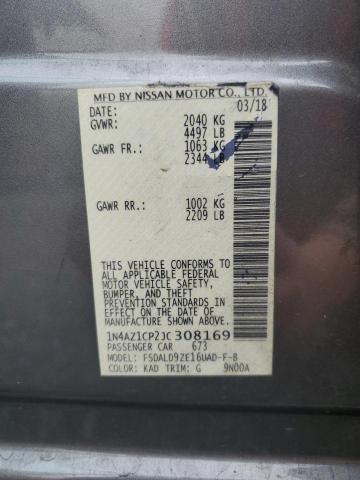 MFD BY NISSAN MOTOR CO., LTD.
DATE: 03/18
GVWR: 2040 KG
4497 LB
GAWR FR.: 1063 KG
2344 LB
GAWR RR.: 1002 KG
2209 LB
THIS VEHICLE CONFORMS TO
ALL APPLICABLE FEDERAL
MOTOR VEHICLE SAFETY,
BUMPER, AND THEFT
PREVENTION STANDARDS IN
EFFECT ON THE DATE OF
MANUFACTURE SHOWN ABOVE.
1N4AZ1CP2JC308169
PASSENGER CAR 673
MODEL: FSDALD9ZE16UAD-F-B
COLOR: KAD TRIM: G 9N00A